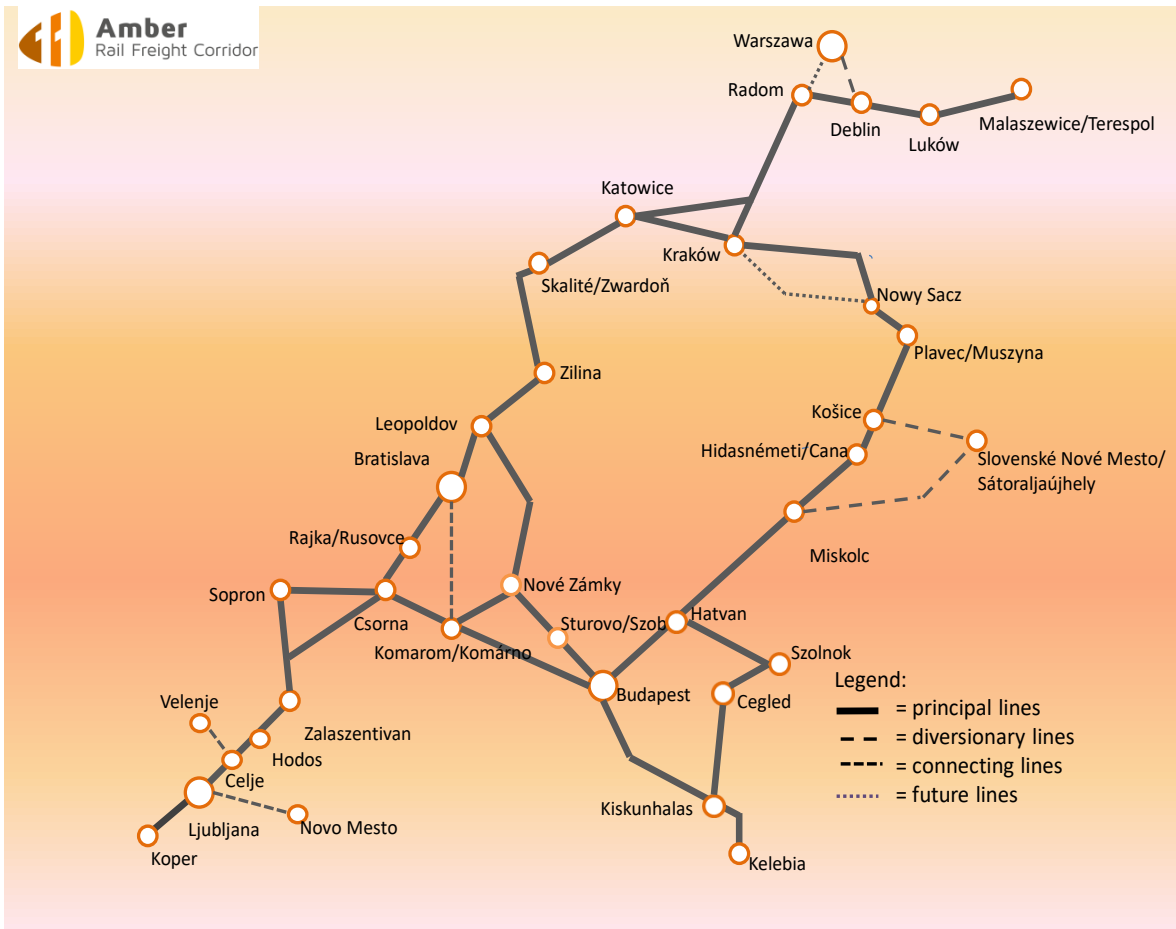 11 Amber
Rail Freight Corridor
Warszawa
Radom
Deblin
Luków
Malaszewice/Terespol
Katowice
Kraków
Skalité/Zwardoň
Nowy Sacz
Plavec/Muszyna
Zilina
Leopoldov
Košice
Bratislava
Hidasnémeti/Cana
Slovenské Nové Mesto/
Sátoraljaújhely
Rajka/Rusovce
Miskolc
Sopron
Nové Zámky
Csorna
Sturovo/Szob
Hatvan
Komarom/Komárno
Szolnok
Budapest
Cegled
Velenje
Zalaszentivan
Hodos
Celje
Ljubljana
Novo Mesto
Koper
Kiskunhalas
Kelebia
Legend:
= principal lines
= diversionary lines
= connecting lines
= future lines